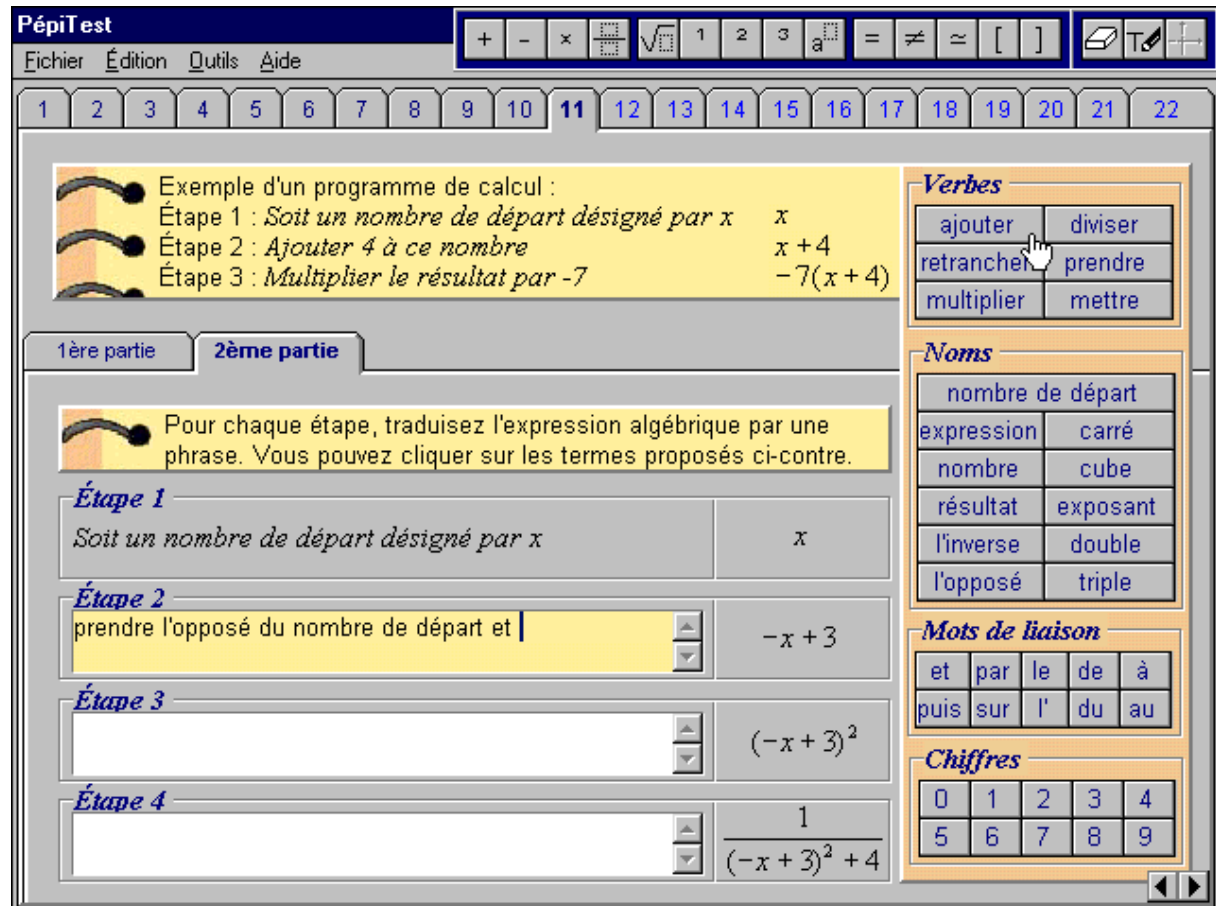 PépiTest
Fichier Édition Outils Aide
+ - × √ 1 2 3 a = ≠ ≃ [ ] T
1 2 3 4 5 6 7 8 9 10 11 12 13 14 15 16 17 18 19 20 21 22
Exemple d'un programme de calcul :
Étape 1 : Soit un nombre de départ désigné par x x
Étape 2 : Ajouter 4 à ce nombre x + 4
Étape 3 : Multiplier le résultat par -7 −7(x + 4)
1ère partie 2ème partie
Pour chaque étape, traduisez l'expression algébrique par une
phrase. Vous pouvez cliquer sur les termes proposés ci-contre.
Étape 1
Soit un nombre de départ désigné par x x
Étape 2
prendre l'opposé du nombre de départ et −x + 3
Étape 3
(−x + 3)²
Étape 4
1
(−x + 3)² + 4
Verbes
ajouter diviser
retrancher prendre
multiplier mettre
Noms
nombre de départ
expression carré
nombre cube
résultat exposant
l'inverse double
l'opposé triple
Mots de liaison
et par le de à
puis sur l' du au
Chiffres
0 1 2 3 4
5 6 7 8 9